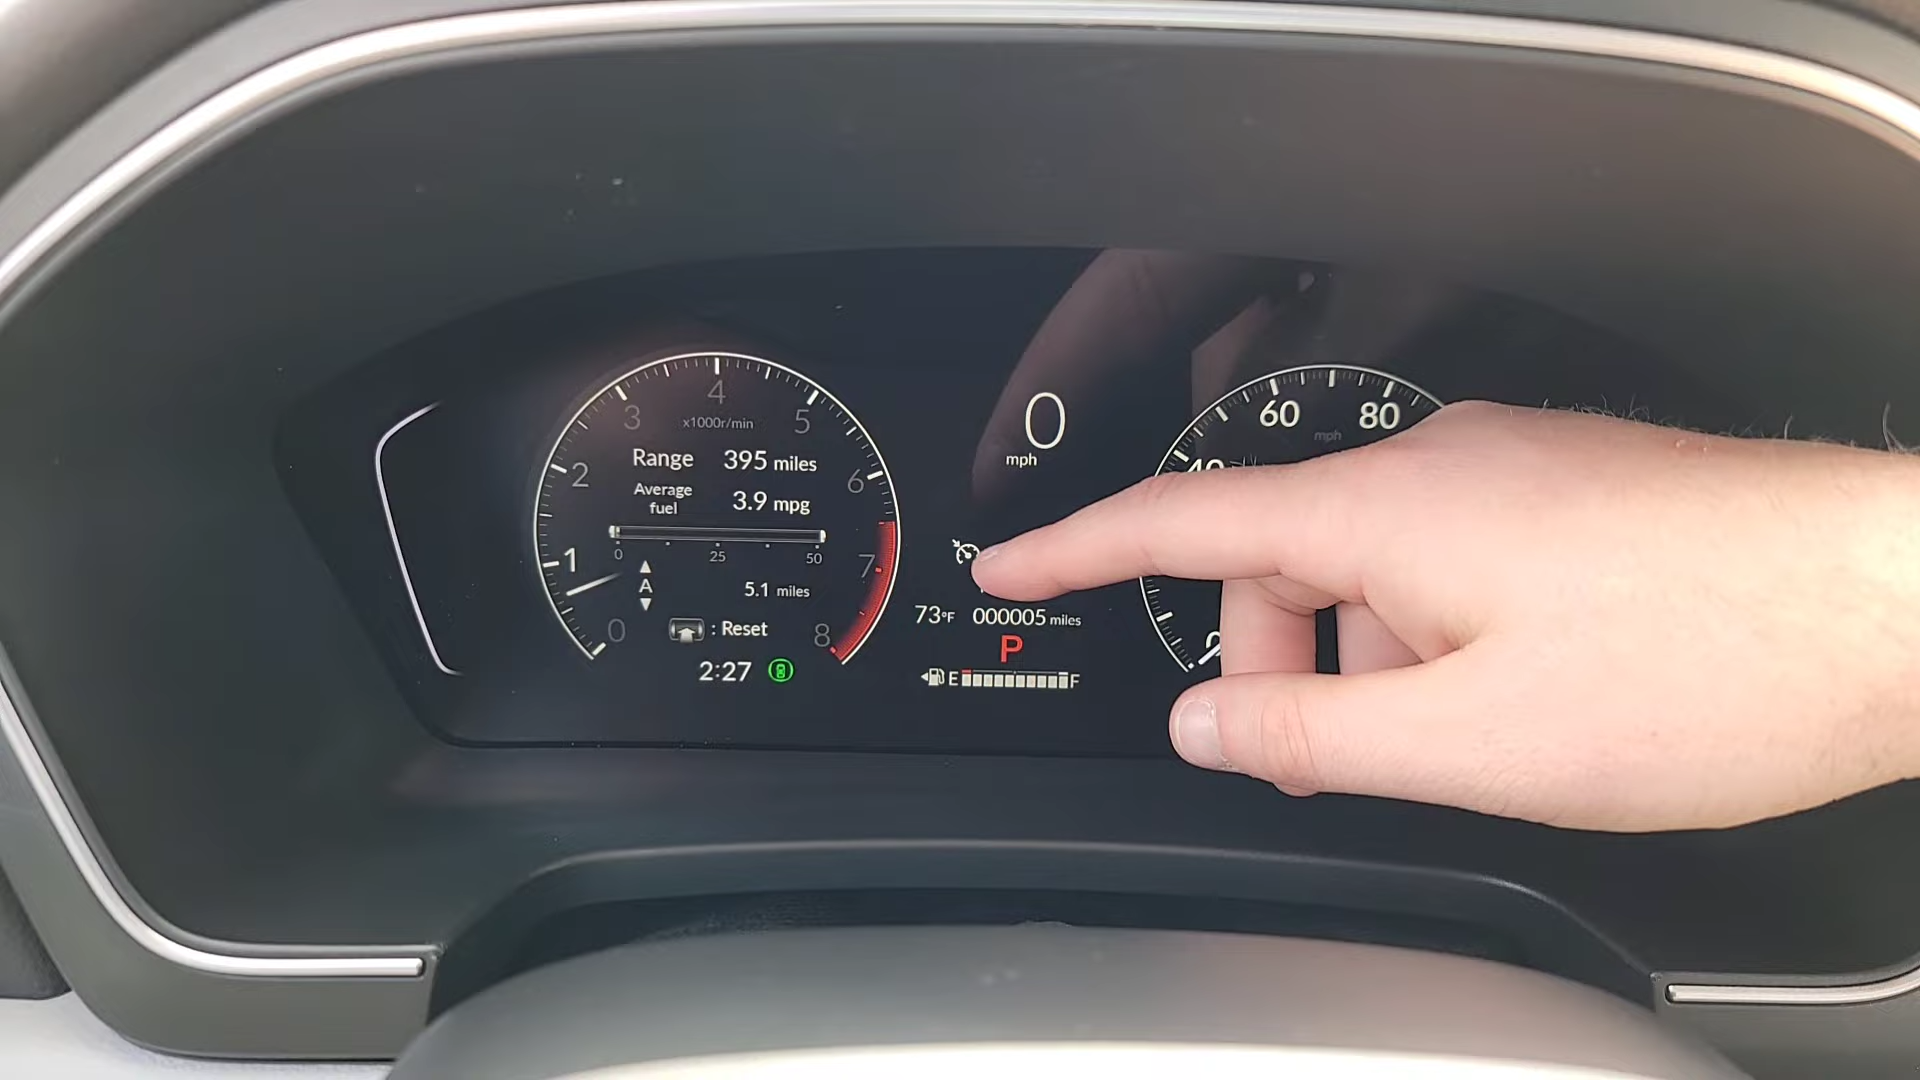 4
3
5
x1000r/min
2
6
Range 395 miles
Average
fuel
3.9 mpg
0 25 50
1
7
A
5.1 miles
: Reset
0
8
2:27
0
mph
73°F 000005 miles
P
E F
60 80
mph
40
0